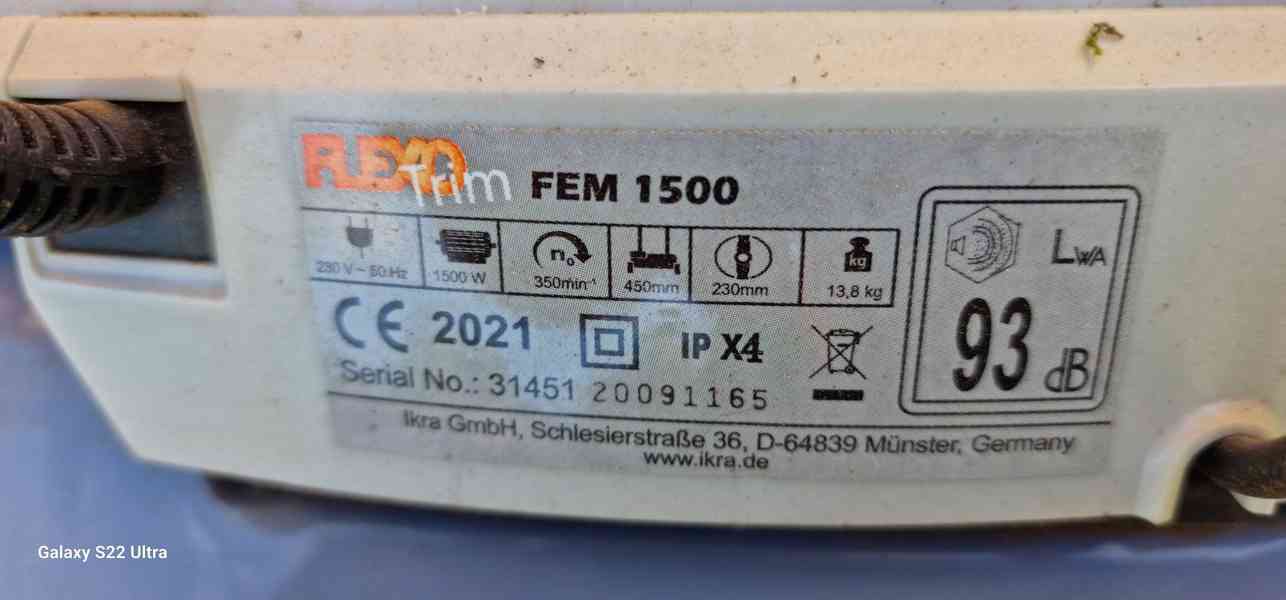 FLEXO Trim FEM 1500
230 V ~ 50 Hz 1500 W n₀ 350min⁻¹ 450mm 230mm kg 13,8 kg
CE 2021 IP X4
Serial No.: 31451 20091165
LWA
93 dB
Ikra GmbH, Schlesierstraße 36, D-64839 Münster, Germany
www.ikra.de
Galaxy S22 Ultra